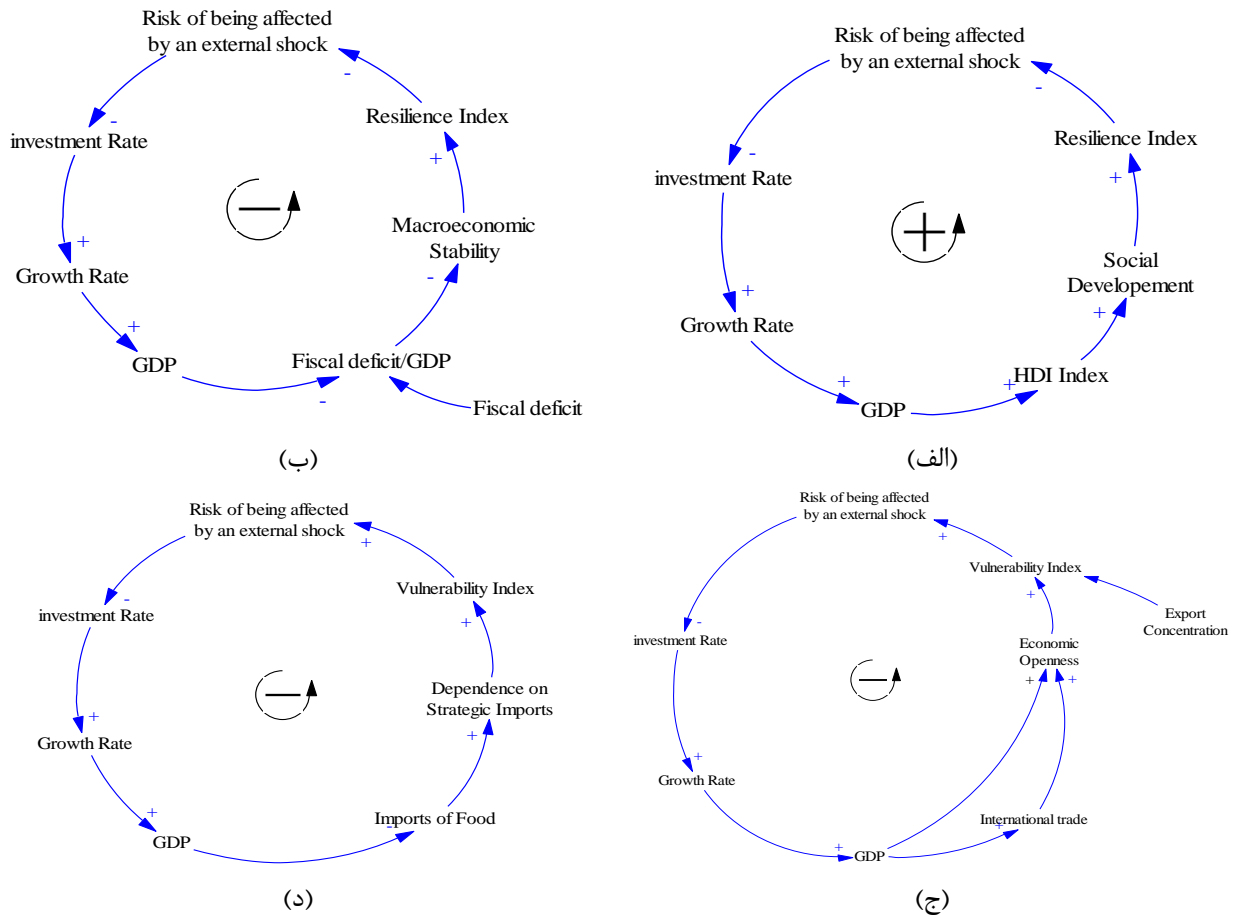 Risk of being affected
by an external shock
-
Resilience Index
-
investment Rate
+
Macroeconomic
Stability
+
Growth Rate
-
+
GDP
Fiscal deficit/GDP
-
Fiscal deficit
(ب)
Risk of being affected
by an external shock
-
Resilience Index
-
investment Rate
+
Social
Developement
+
Growth Rate
+
+
GDP
+
HDI Index
(الف)
Risk of being affected
by an external shock
+
Vulnerability Index
-
investment Rate
+
Dependence on
Strategic Imports
+
Growth Rate
+
+
GDP
-
Imports of Food
(د)
Risk of being affected
by an external shock
+
Vulnerability Index
Export
Concentration
+
-
investment Rate
Economic
Openness
+
+
+
Growth Rate
+
International trade
+
GDP
(ج)